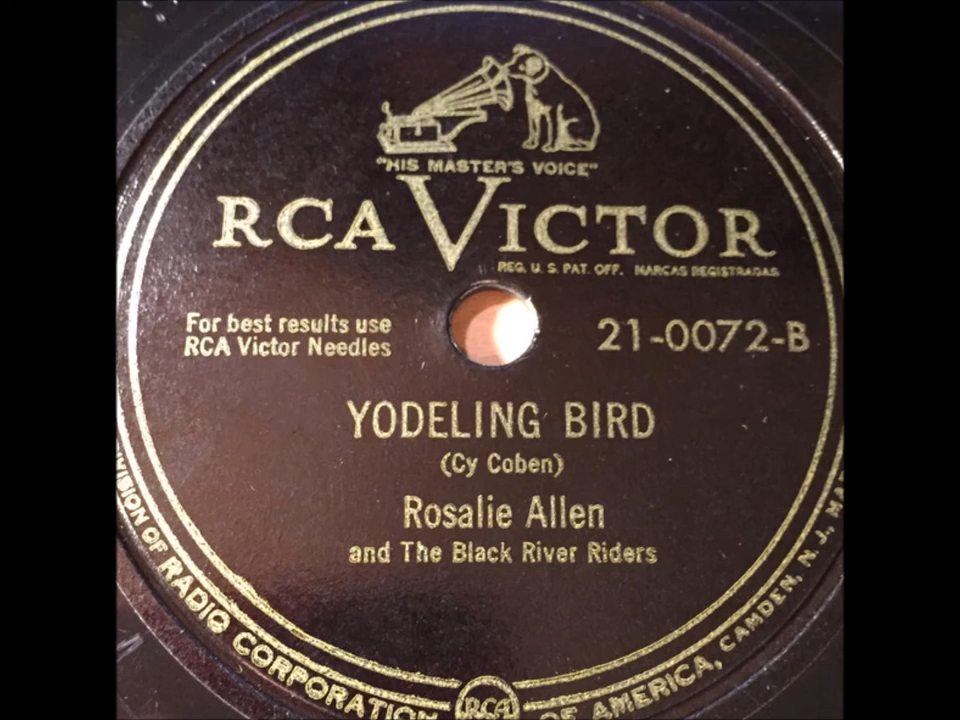 "HIS MASTER'S VOICE"
RCA VICTOR
REG. U. S. PAT. OFF. MARCAS REGISTRADAS
For best results use
RCA Victor Needles
21-0072-B
YODELING BIRD
(Cy Coben)
Rosalie Allen
and The Black River Riders
DIVISION OF RADIO CORPORATION OF AMERICA, CAMDEN, N. J.,
RCA